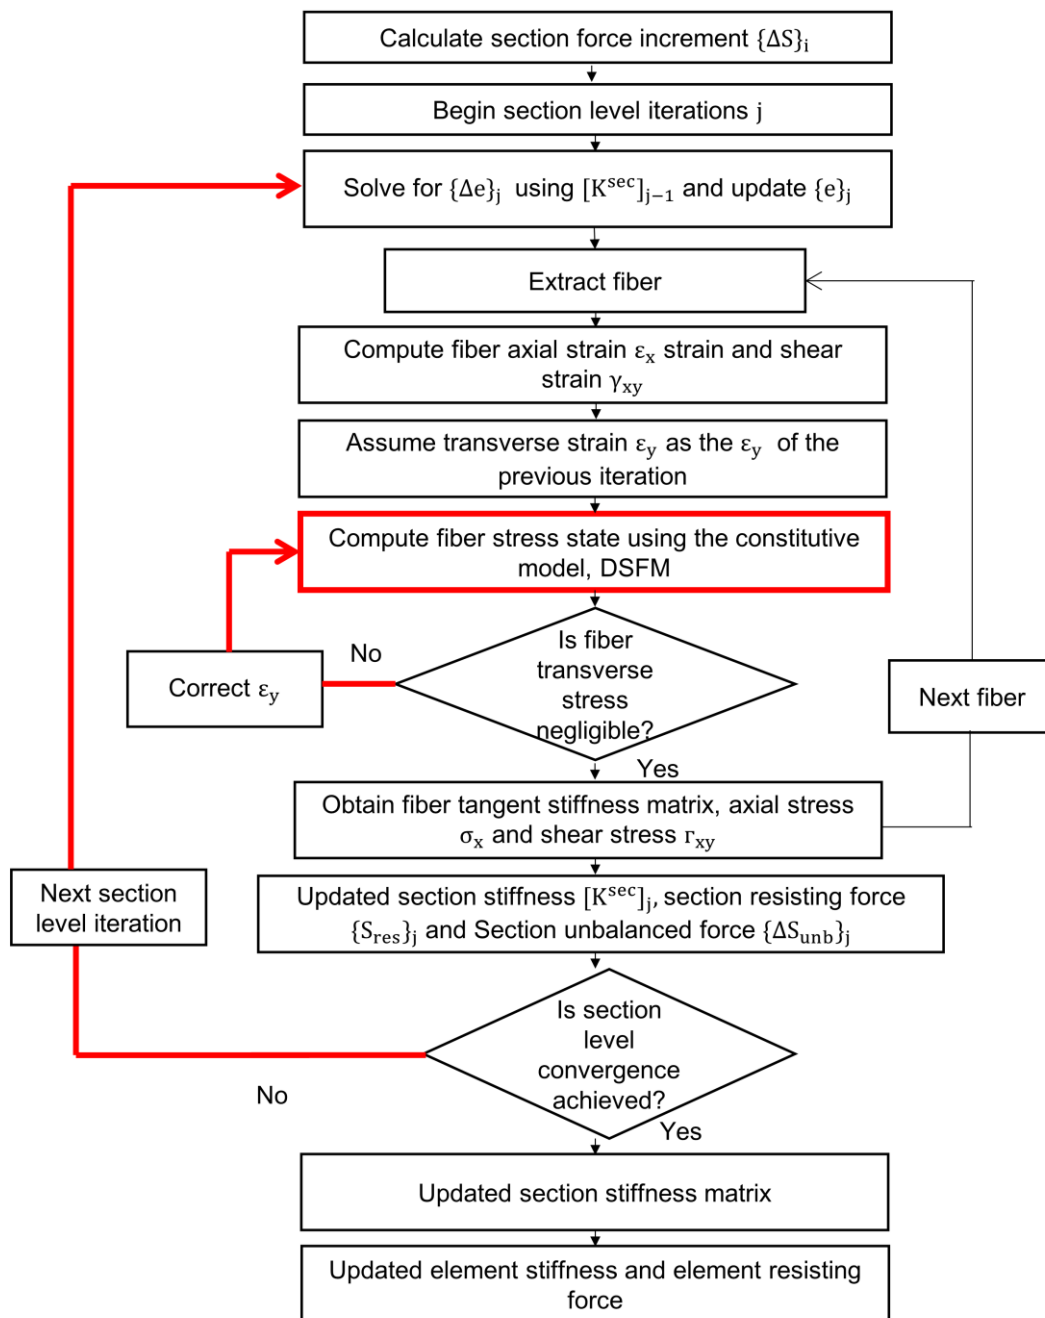 Calculate section force increment {ΔS}ᵢ
Begin section level iterations j
Solve for {Δe}ⱼ using [Kˢᵉᶜ]ⱼ₋₁ and update {e}ⱼ
Extract fiber
Compute fiber axial strain εₓ strain and shear
strain γₓᵧ
Assume transverse strain εᵧ as the εᵧ of the
previous iteration
Compute fiber stress state using the constitutive
model, DSFM
Is fiber
transverse
stress
negligible?
No
Correct εᵧ
Next fiber
Yes
Obtain fiber tangent stiffness matrix, axial stress
σₓ and shear stress гₓᵧ
Next section
level iteration
Updated section stiffness [Kˢᵉᶜ]ⱼ, section resisting force
{Sᵣₑₛ}ⱼ and Section unbalanced force {ΔSᵤₙb}ⱼ
Is section
level
convergence
achieved?
No
Yes
Updated section stiffness matrix
Updated element stiffness and element resisting
force